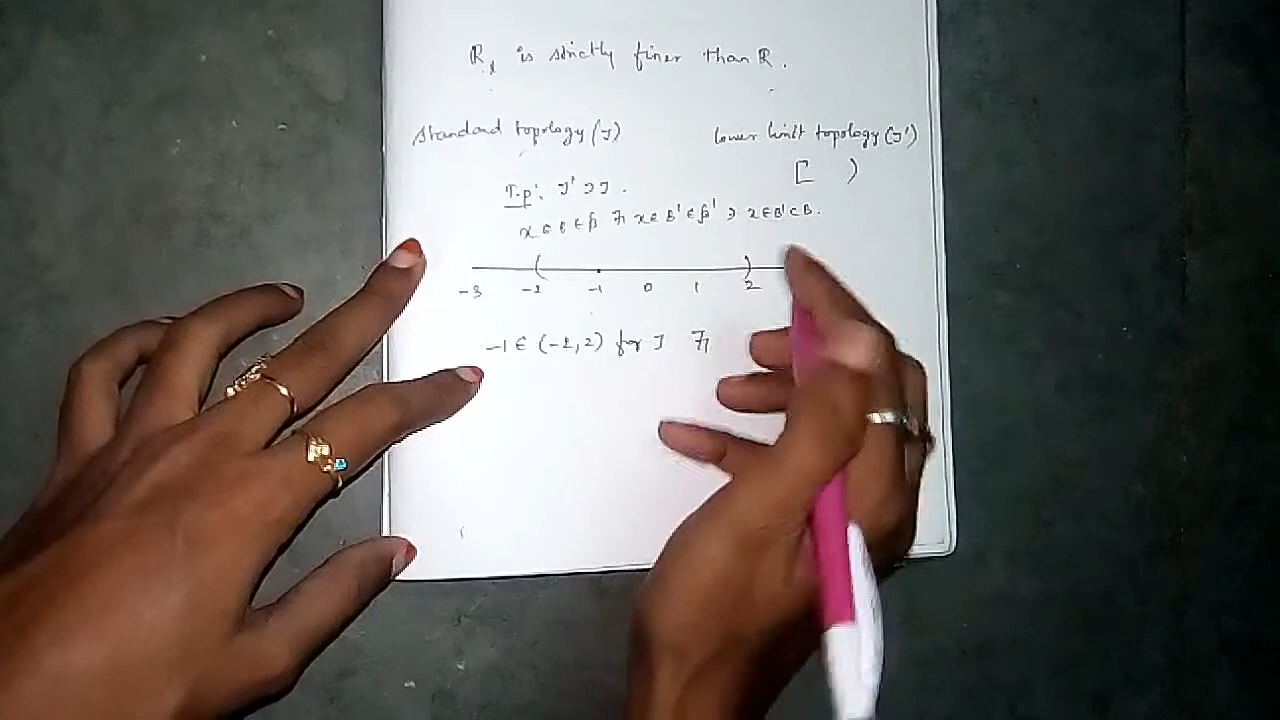 R_l is strictly finer than R.
Standard topology (J) Lower limit topology (J')
[ )
T.p: J' ⊃ J.
x ∈ B ∈ β ∃ x ∈ B' ∈ β' ∋ x ∈ B' ⊂ B.
( )
-3 -2 -1 0 1 2
-1 ∈ (-2, 2) for J ∃